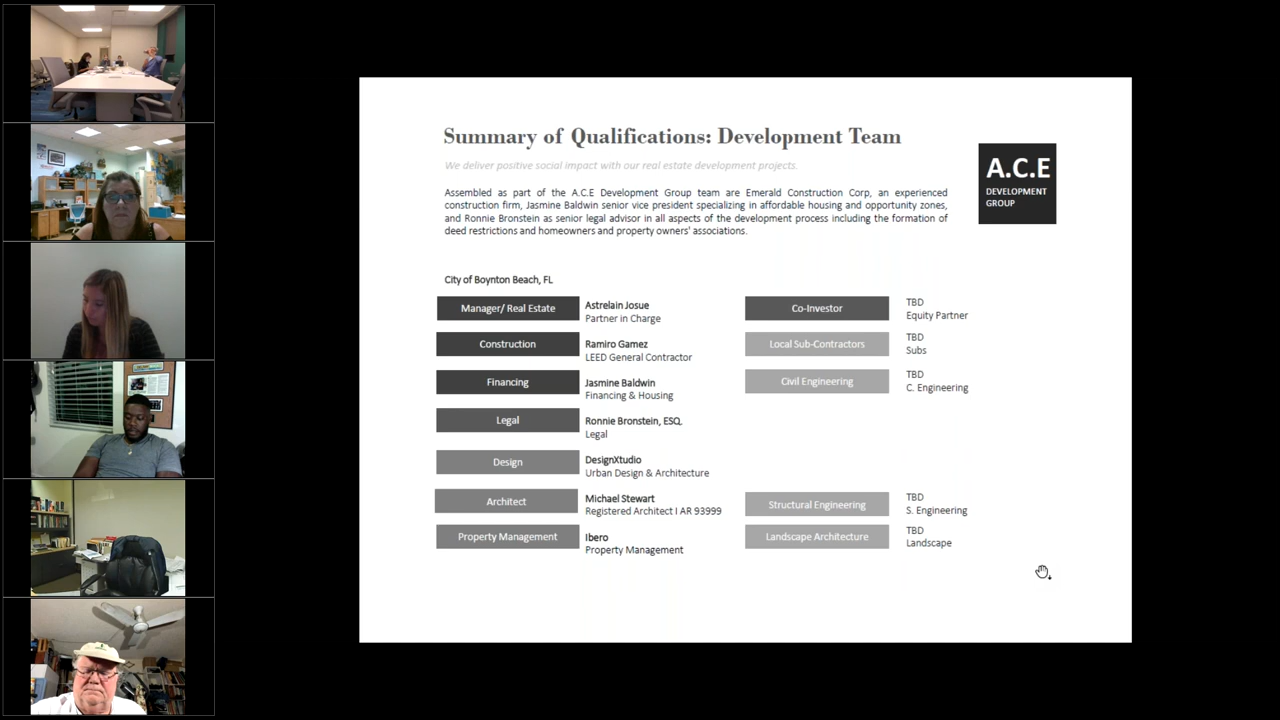 Summary of Qualifications: Development Team
We deliver positive social impact with our real estate development projects.
A.C.E
DEVELOPMENT
GROUP
Assembled as part of the A.C.E Development Group team are Emerald Construction Corp, an experienced
construction firm, Jasmine Baldwin senior vice president specializing in affordable housing and opportunity zones,
and Ronnie Bronstein as senior legal advisor in all aspects of the development process including the formation of
deed restrictions and homeowners and property owners' associations.
City of Boynton Beach, FL
Manager/ Real Estate
Astrelain Josue
Partner in Charge
Construction
Ramiro Gamez
LEED General Contractor
Financing
Jasmine Baldwin
Financing & Housing
Legal
Ronnie Bronstein, ESQ.
Legal
Design
DesignXtudio
Urban Design & Architecture
Architect
Michael Stewart
Registered Architect I AR 93999
Property Management
Ibero
Property Management
Co-Investor
TBD
Equity Partner
Local Sub-Contractors
TBD
Subs
Civil Engineering
TBD
C. Engineering
Structural Engineering
TBD
S. Engineering
Landscape Architecture
TBD
Landscape